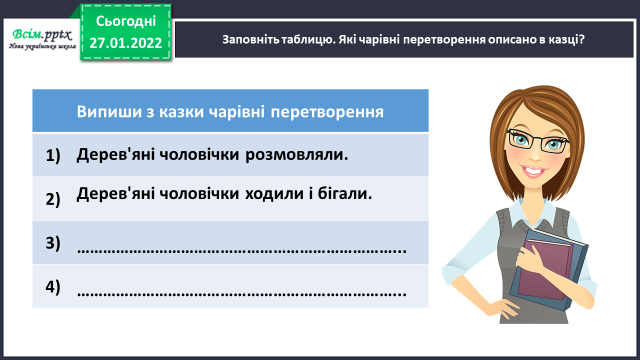 Всім.pptx
Нова українська школа
Сьогодні
27.01.2022
Заповніть таблицю. Які чарівні перетворення описано в казці?
Випиши з казки чарівні перетворення
1) Дерев'яні чоловічки розмовляли.
2) Дерев'яні чоловічки ходили і бігали.
3) …………………………………………………………………..
4) …………………………………………………………………..